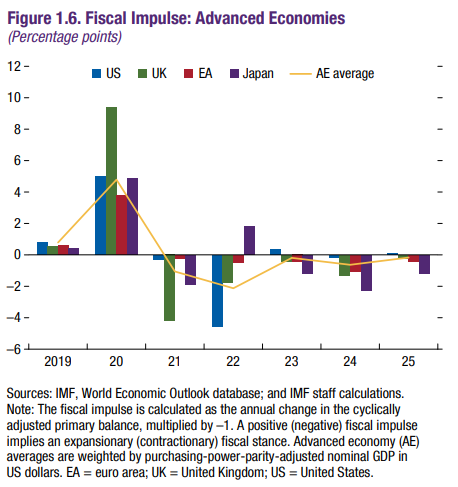 Figure 1.6. Fiscal Impulse: Advanced Economies
(Percentage points)
US UK EA Japan AE average
12
10
8
6
4
2
0
−2
−4
−6
2019 20 21 22 23 24 25
Sources: IMF, World Economic Outlook database; and IMF staff calculations.
Note: The fiscal impulse is calculated as the annual change in the cyclically
adjusted primary balance, multiplied by −1. A positive (negative) fiscal impulse
implies an expansionary (contractionary) fiscal stance. Advanced economy (AE)
averages are weighted by purchasing-power-parity-adjusted nominal GDP in
US dollars. EA = euro area; UK = United Kingdom; US = United States.